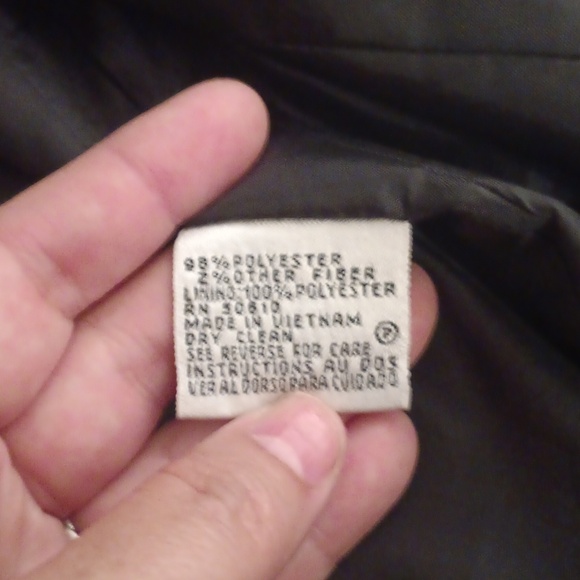 98% POLYESTER
2% OTHER FIBER
LINING: 100% POLYESTER
RN 50610
MADE IN VIETNAM
DRY CLEAN Ⓟ
SEE REVERSE FOR CARE
INSTRUCTIONS AU DOS
VER AL DORSO PARA CUIDADO